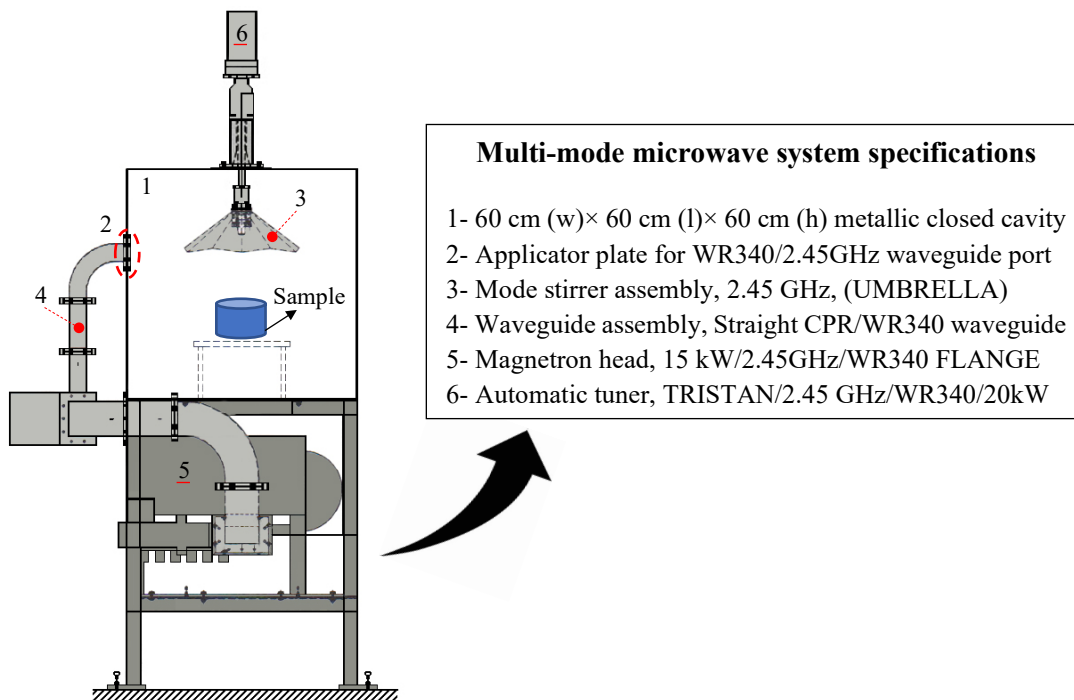 6
1
2
3
Sample
4
5
Multi-mode microwave system specifications
1- 60 cm (w)× 60 cm (l)× 60 cm (h) metallic closed cavity
2- Applicator plate for WR340/2.45GHz waveguide port
3- Mode stirrer assembly, 2.45 GHz, (UMBRELLA)
4- Waveguide assembly, Straight CPR/WR340 waveguide
5- Magnetron head, 15 kW/2.45GHz/WR340 FLANGE
6- Automatic tuner, TRISTAN/2.45 GHz/WR340/20kW